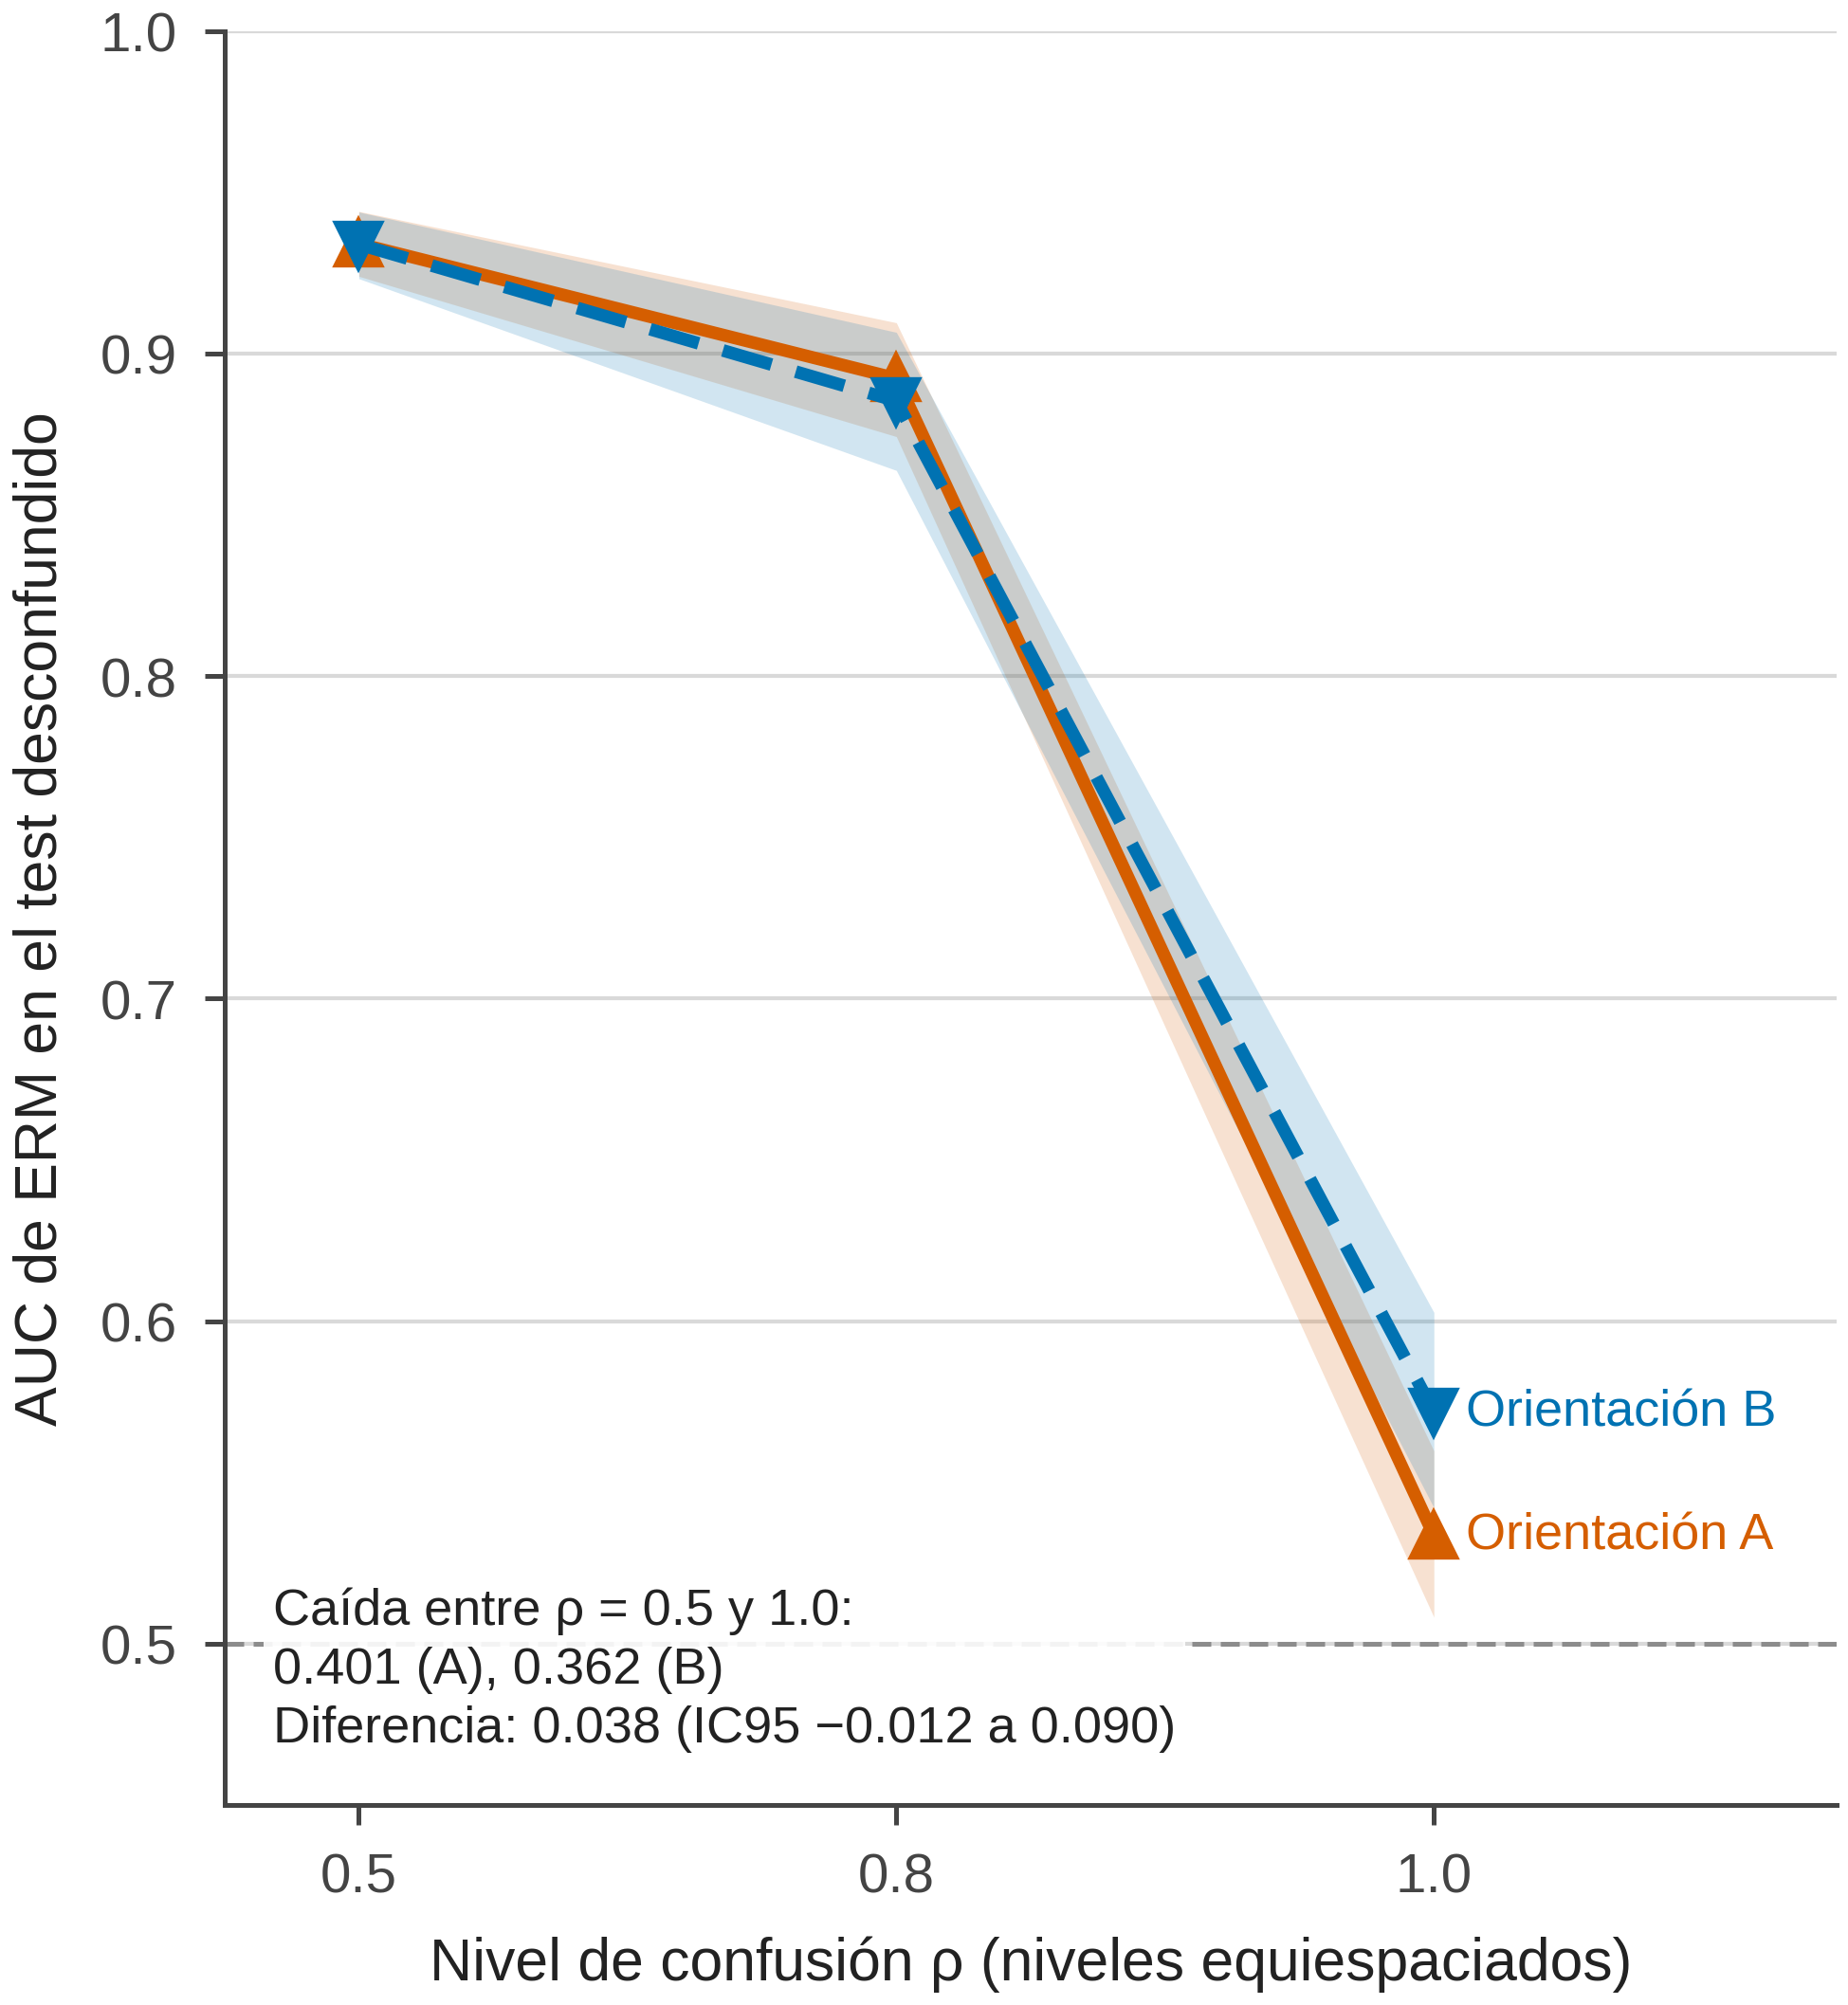 1.0
0.9
0.8
0.7
0.6
0.5
AUC de ERM en el test desconfundido
Orientación B
Orientación A
Caída entre ρ = 0.5 y 1.0:
0.401 (A), 0.362 (B)
Diferencia: 0.038 (IC95 −0.012 a 0.090)
0.5 0.8 1.0
Nivel de confusión ρ (niveles equiespaciados)